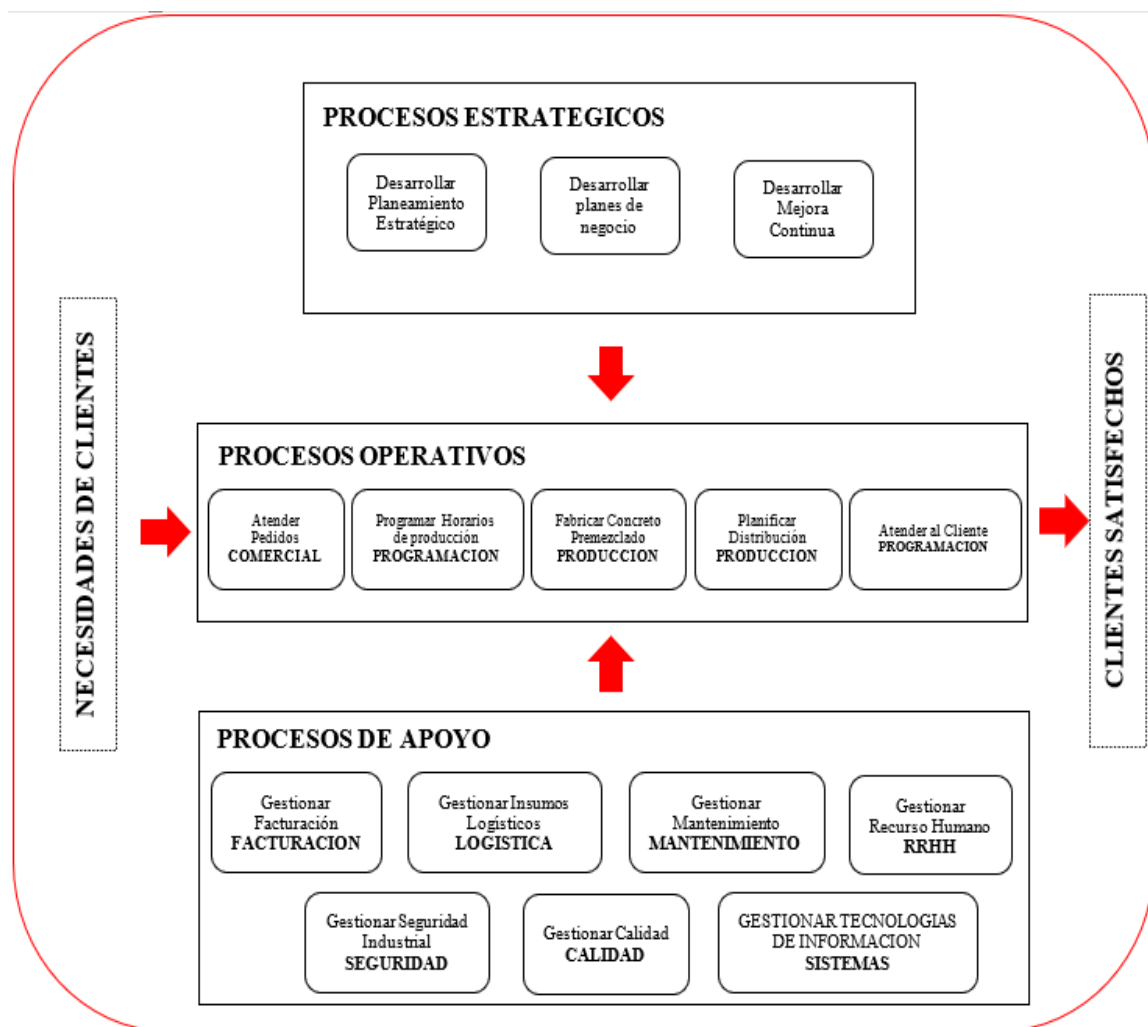 PROCESOS ESTRATEGICOS
Desarrollar
Planeamiento
Estratégico
Desarrollar
planes de
negocio
Desarrollar
Mejora
Continua
NECESIDADES DE CLIENTES
PROCESOS OPERATIVOS
Atender
Pedidos
COMERCIAL
Programar Horarios
de producción
PROGRAMACION
Fabricar Concreto
Premezclado
PRODUCCION
Planificar
Distribución
PRODUCCION
Atender al Cliente
PROGRAMACION
CLIENTES SATISFECHOS
PROCESOS DE APOYO
Gestionar
Facturación
FACTURACION
Gestionar Insumos
Logísticos
LOGISTICA
Gestionar
Mantenimiento
MANTENIMIENTO
Gestionar
Recurso Humano
RRHH
Gestionar Seguridad
Industrial
SEGURIDAD
Gestionar Calidad
CALIDAD
GESTIONAR TECNOLOGIAS
DE INFORMACION
SISTEMAS